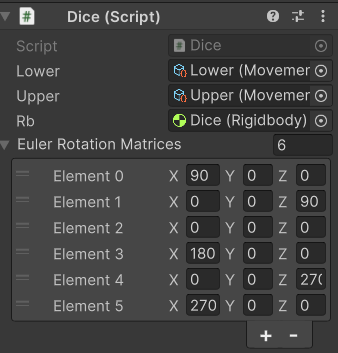 Dice (Script)
Script Dice
Lower Lower (Movemer
Upper Upper (Movemer
Rb Dice (Rigidbody)
Euler Rotation Matrices 6
Element 0 X 90 Y 0 Z 0
Element 1 X 0 Y 0 Z 90
Element 2 X 0 Y 0 Z 0
Element 3 X 180 Y 0 Z 0
Element 4 X 0 Y 0 Z 270
Element 5 X 270 Y 0 Z 0
+ -